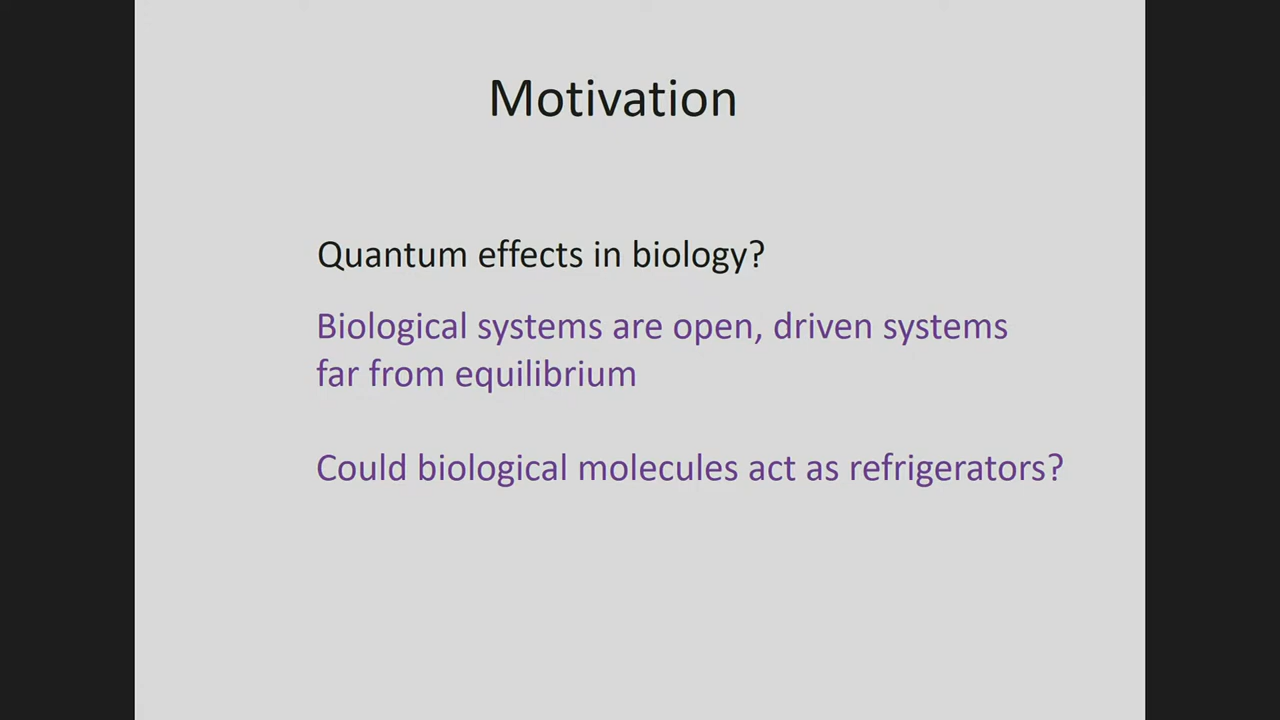 Motivation
Quantum effects in biology?
Biological systems are open, driven systems
far from equilibrium
Could biological molecules act as refrigerators?